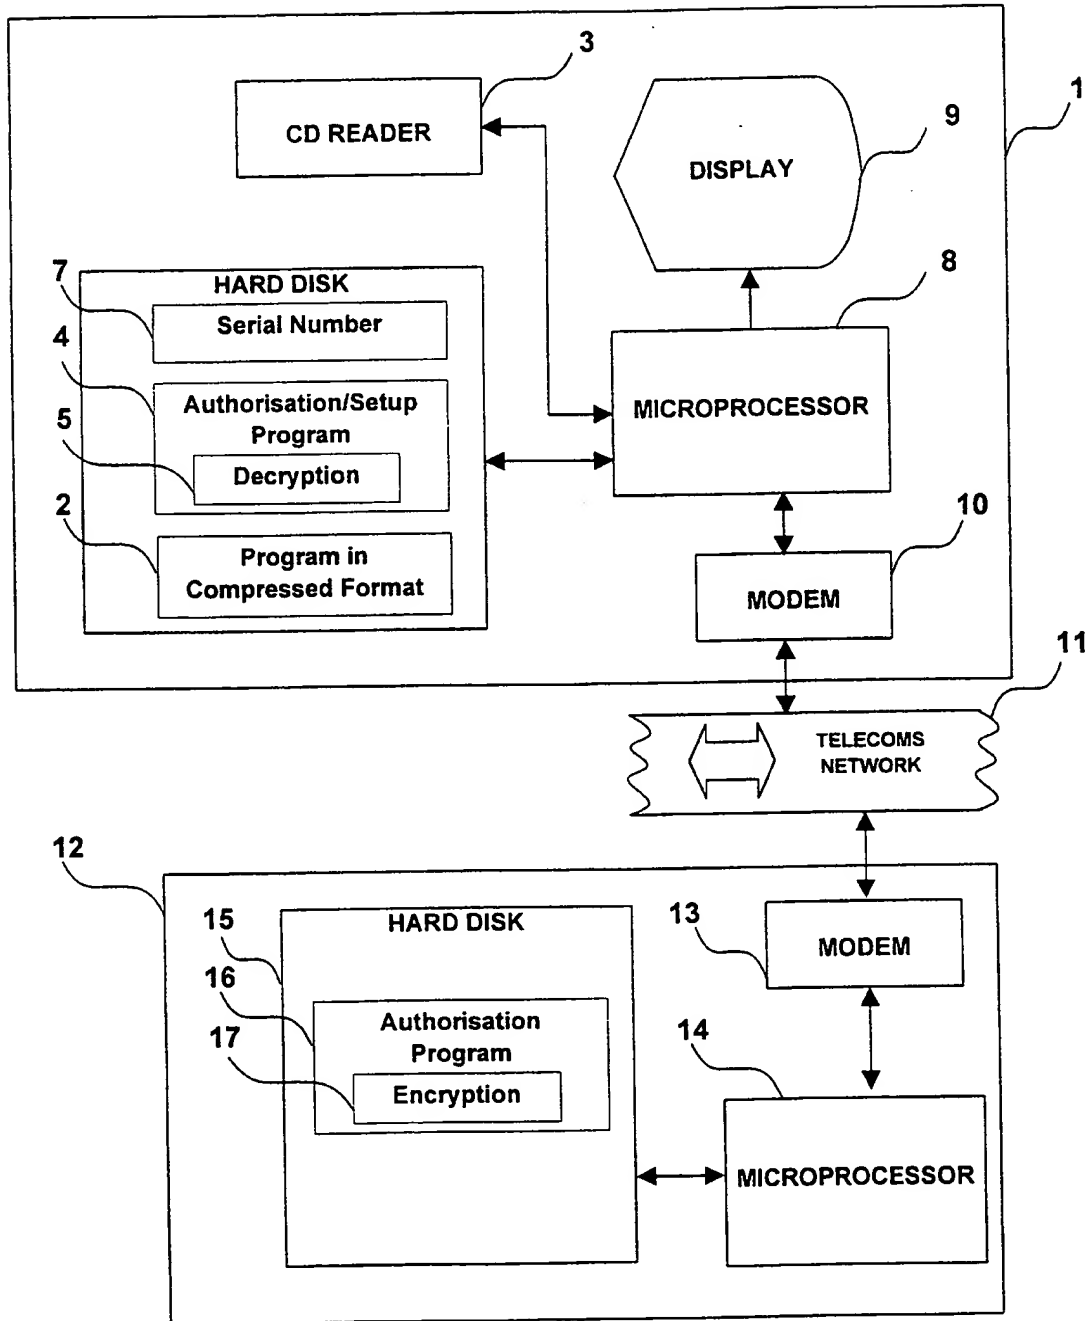 3
CD READER
1
9
DISPLAY
7
HARD DISK
8
Serial Number
4
Authorisation/Setup
Program
MICROPROCESSOR
5
Decryption
2
10
Program in
Compressed Format
MODEM
11
TELECOMS
NETWORK
12
15
HARD DISK
13
MODEM
16
Authorisation
Program
17
14
Encryption
MICROPROCESSOR